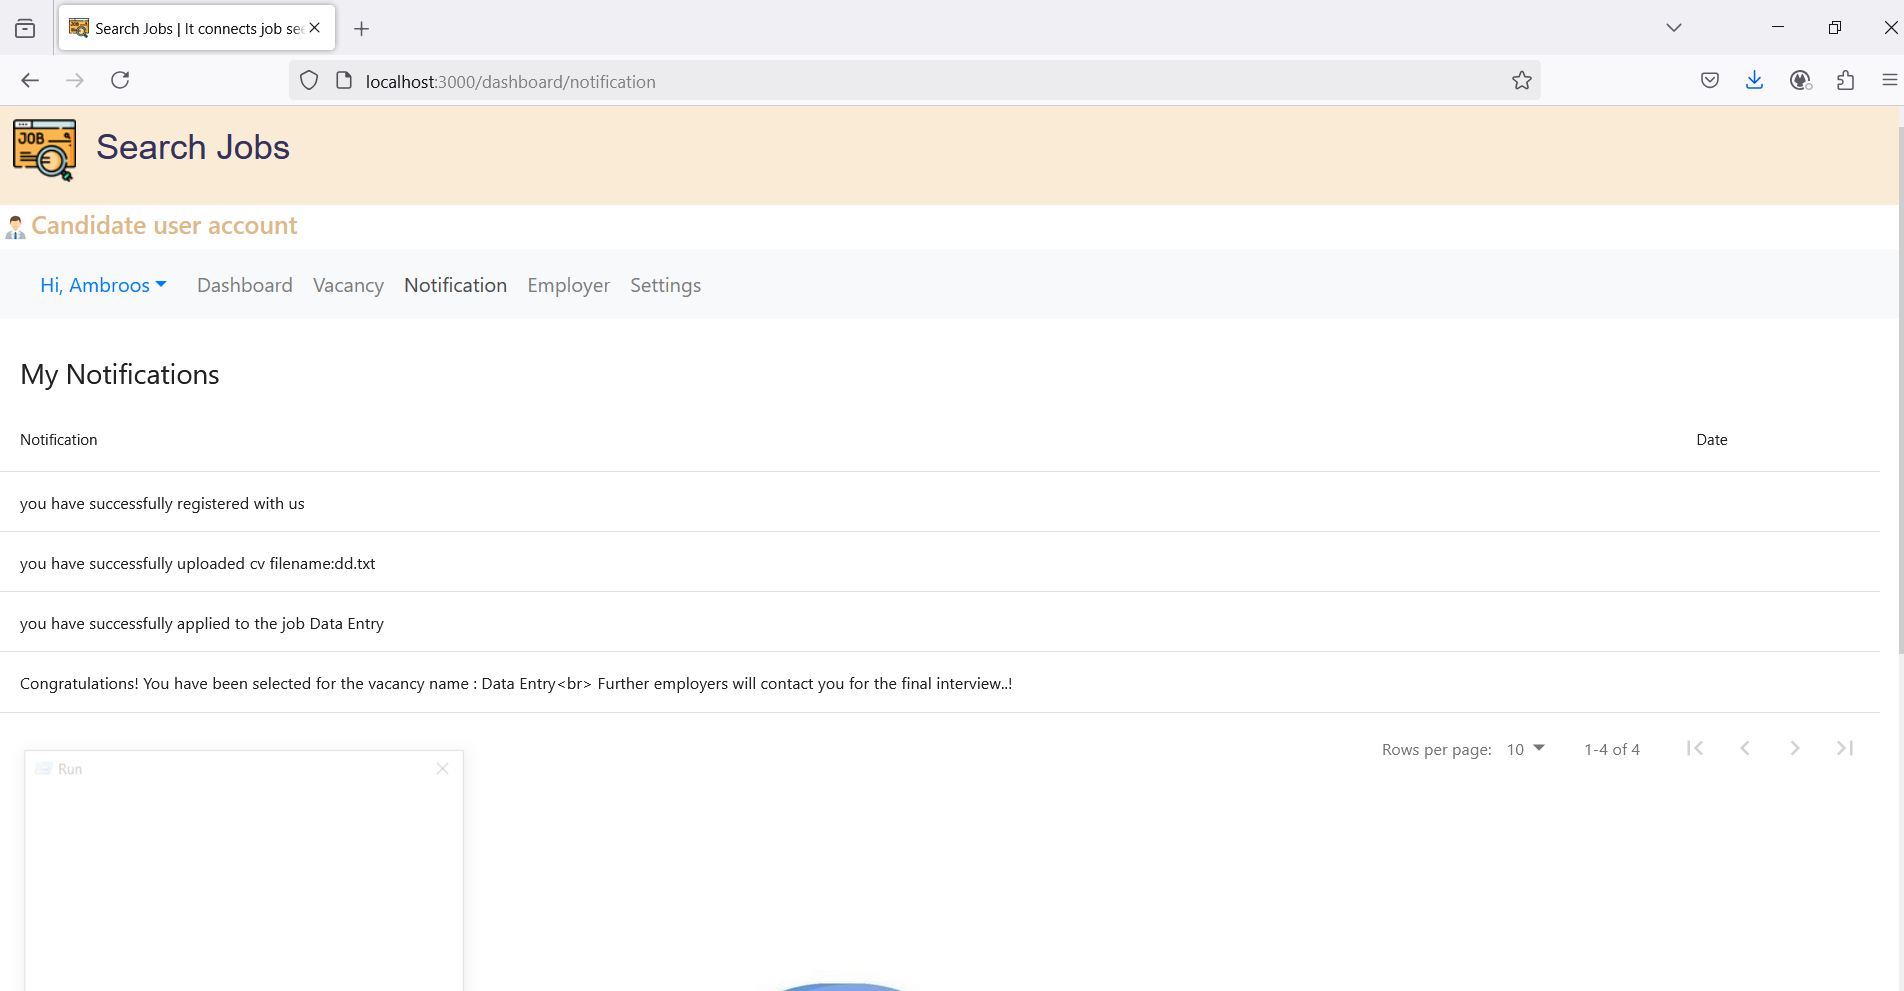 Search Jobs | It connects job see
localhost:3000/dashboard/notification
JOB
Search Jobs
Candidate user account
Hi, Ambroos Dashboard Vacancy Notification Employer Settings
My Notifications
Notification Date
you have successfully registered with us
you have successfully uploaded cv filename:dd.txt
you have successfully applied to the job Data Entry
Congratulations! You have been selected for the vacancy name : Data Entry<br> Further employers will contact you for the final interview..!
Rows per page: 10 1-4 of 4
Run